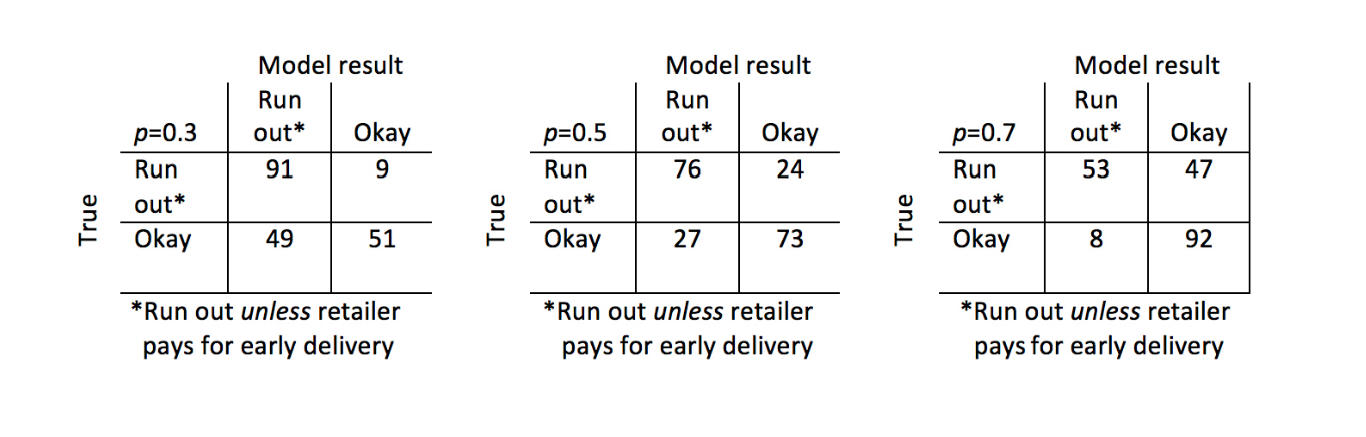 Model result
Run
p=0.3 out* Okay
Run 91 9
out*
True
Okay 49 51
*Run out unless retailer
pays for early delivery
Model result
Run
p=0.5 out* Okay
Run 76 24
out*
True
Okay 27 73
*Run out unless retailer
pays for early delivery
Model result
Run
p=0.7 out* Okay
Run 53 47
out*
True
Okay 8 92
*Run out unless retailer
pays for early delivery